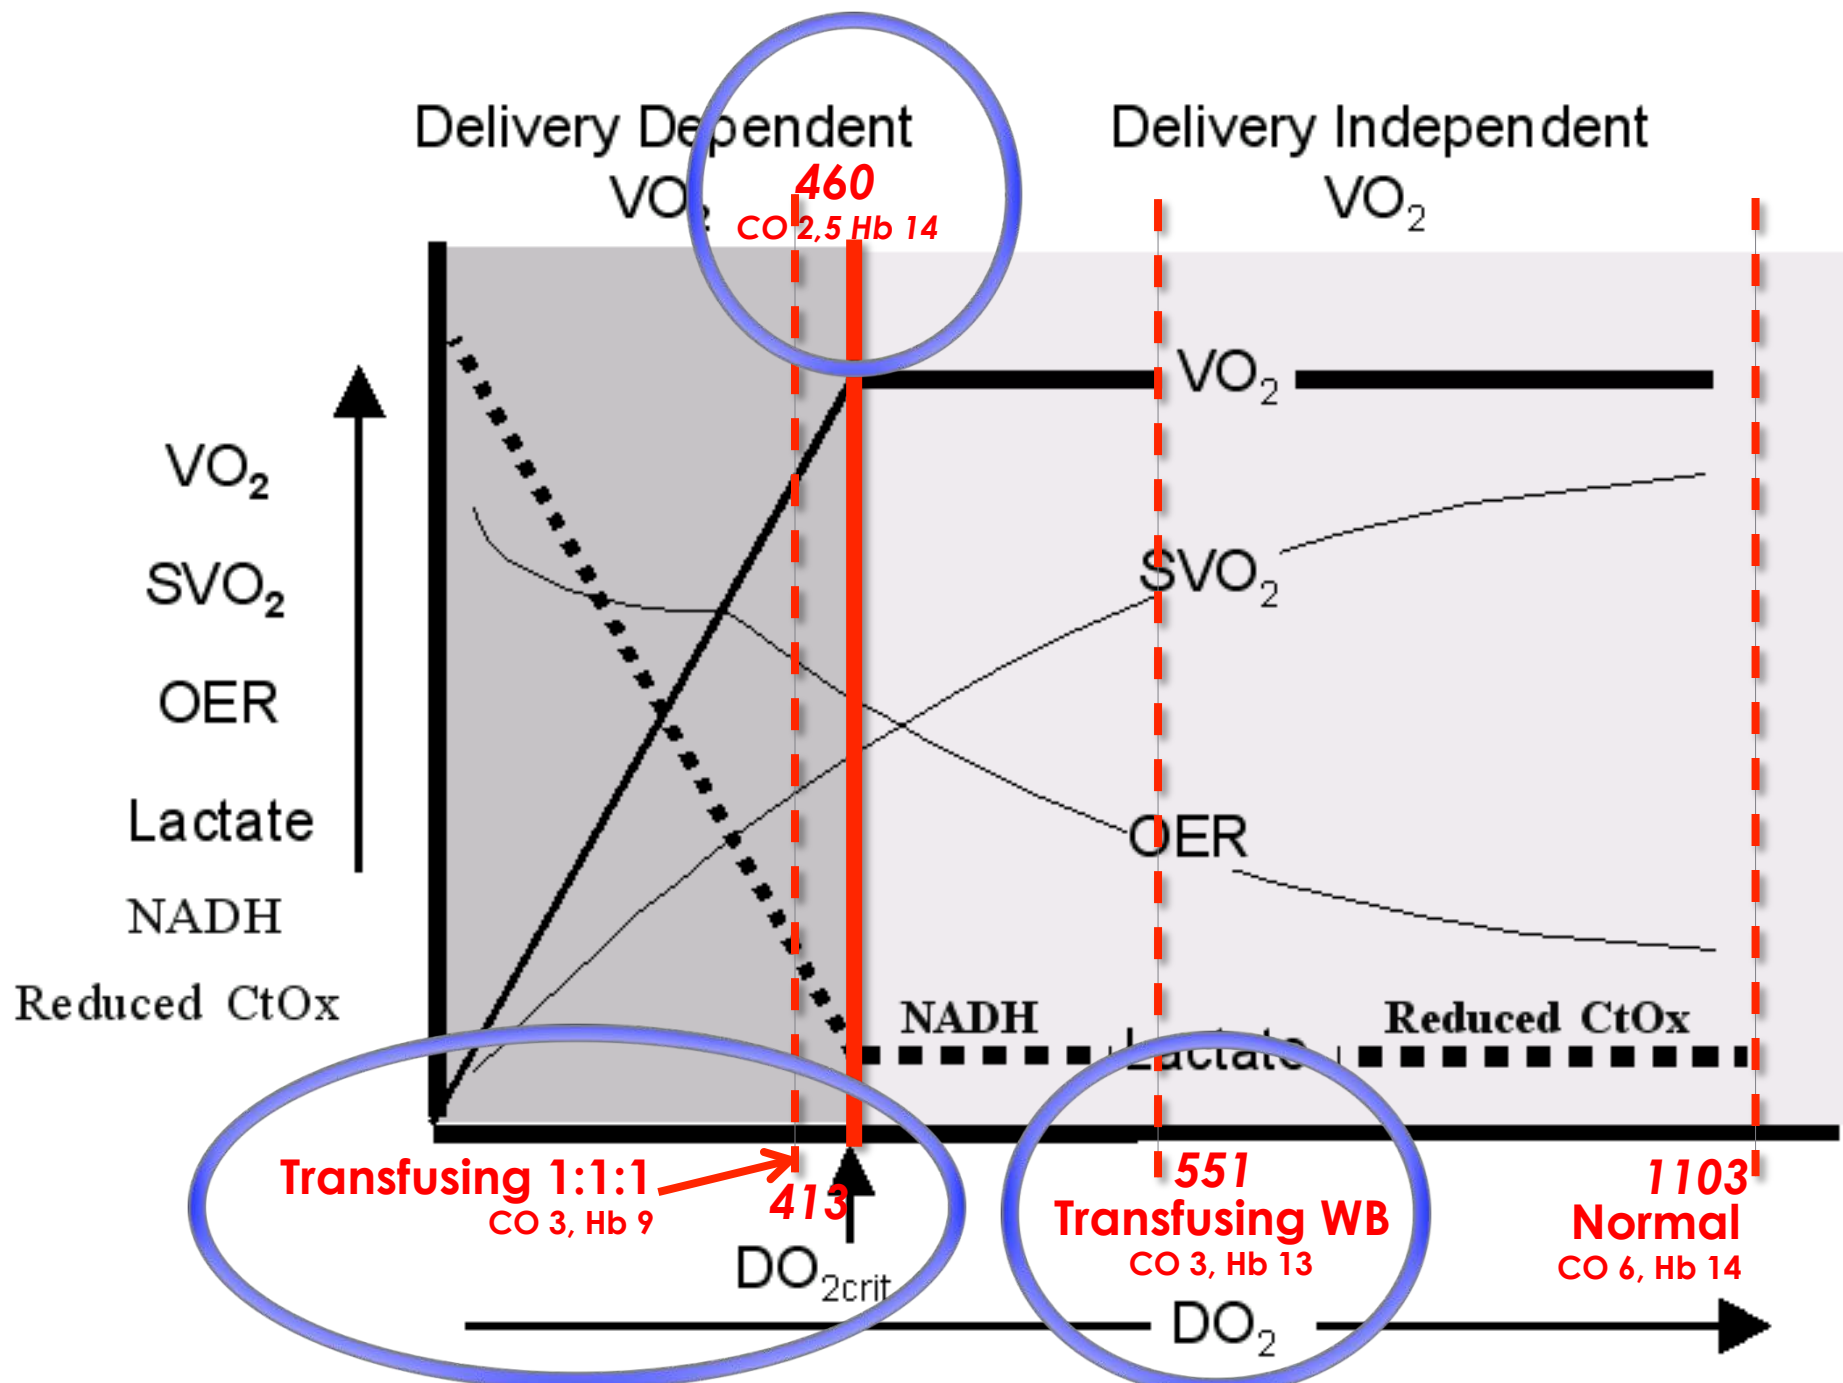 Delivery Dependent
VO2
460
CO 2,5 Hb 14
Delivery Independent
VO2
VO2
SVO2
OER
Lactate
NADH
Reduced CtOx
VO2
SVO2
OER
NADH
Reduced CtOx
Lactate
Transfusing 1:1:1
CO 3, Hb 9
413
DO2crit
551
Transfusing WB
CO 3, Hb 13
1103
Normal
CO 6, Hb 14
DO2